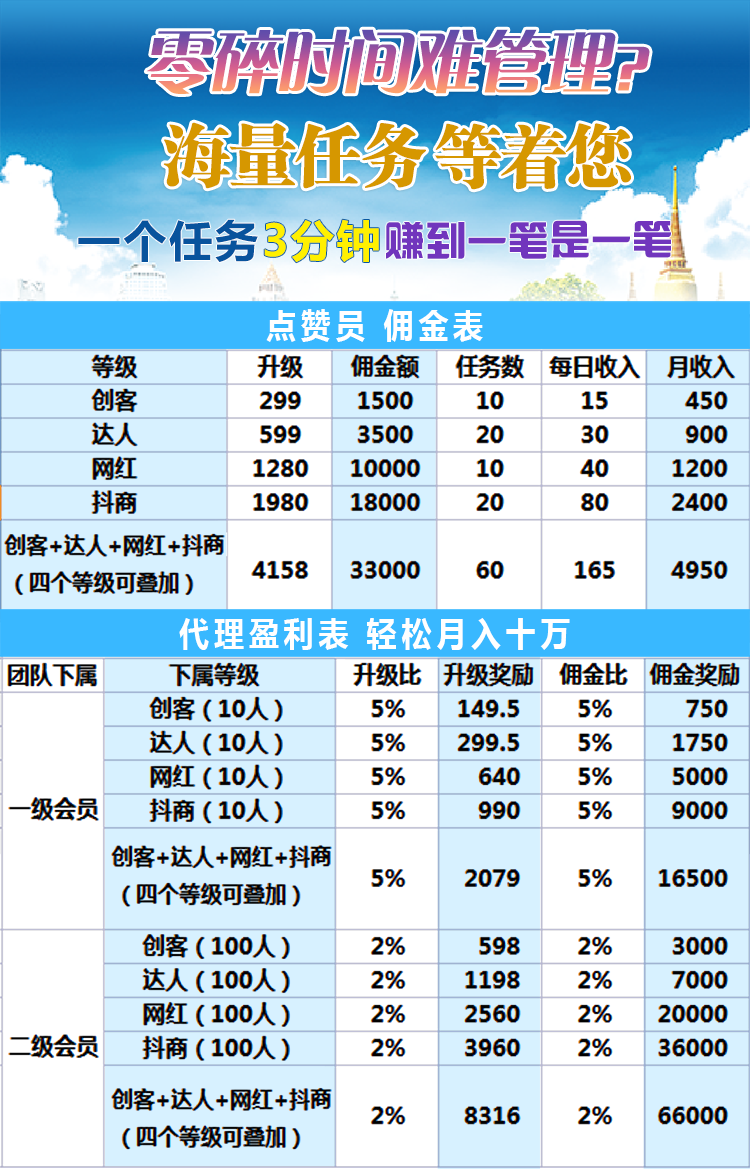 零碎时间难管理?
海量任务 等着您
一个任务3分钟赚到一笔是一笔
点赞员 佣金表
等级 升级 佣金额 任务数 每日收入 月收入
创客 299 1500 10 15 450
达人 599 3500 20 30 900
网红 1280 10000 10 40 1200
抖商 1980 18000 20 80 2400
创客+达人+网红+抖商
（四个等级可叠加） 4158 33000 60 165 4950
代理盈利表 轻松月入十万
团队下属 下属等级 升级比 升级奖励 佣金比 佣金奖励
一级会员
创客（10人） 5% 149.5 5% 750
达人（10人） 5% 299.5 5% 1750
网红（10人） 5% 640 5% 5000
抖商（10人） 5% 990 5% 9000
创客+达人+网红+抖商
（四个等级可叠加） 5% 2079 5% 16500
二级会员
创客（100人） 2% 598 2% 3000
达人（100人） 2% 1198 2% 7000
网红（100人） 2% 2560 2% 20000
抖商（100人） 2% 3960 2% 36000
创客+达人+网红+抖商
（四个等级可叠加） 2% 8316 2% 66000